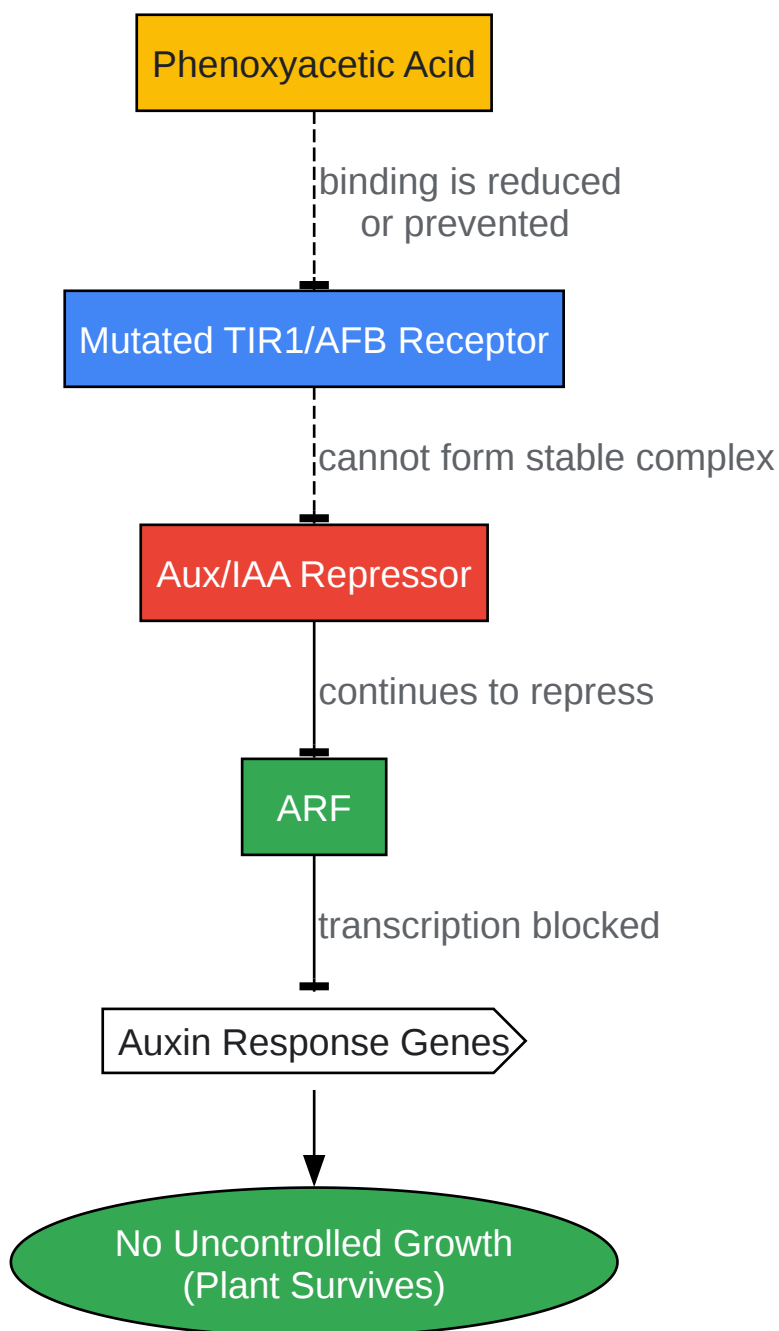 Phenoxyacetic Acid
binding is reduced
or prevented
Mutated TIR1/AFB Receptor
cannot form stable complex
Aux/IAA Repressor
continues to repress
ARF
transcription blocked
Auxin Response Genes
No Uncontrolled Growth
(Plant Survives)